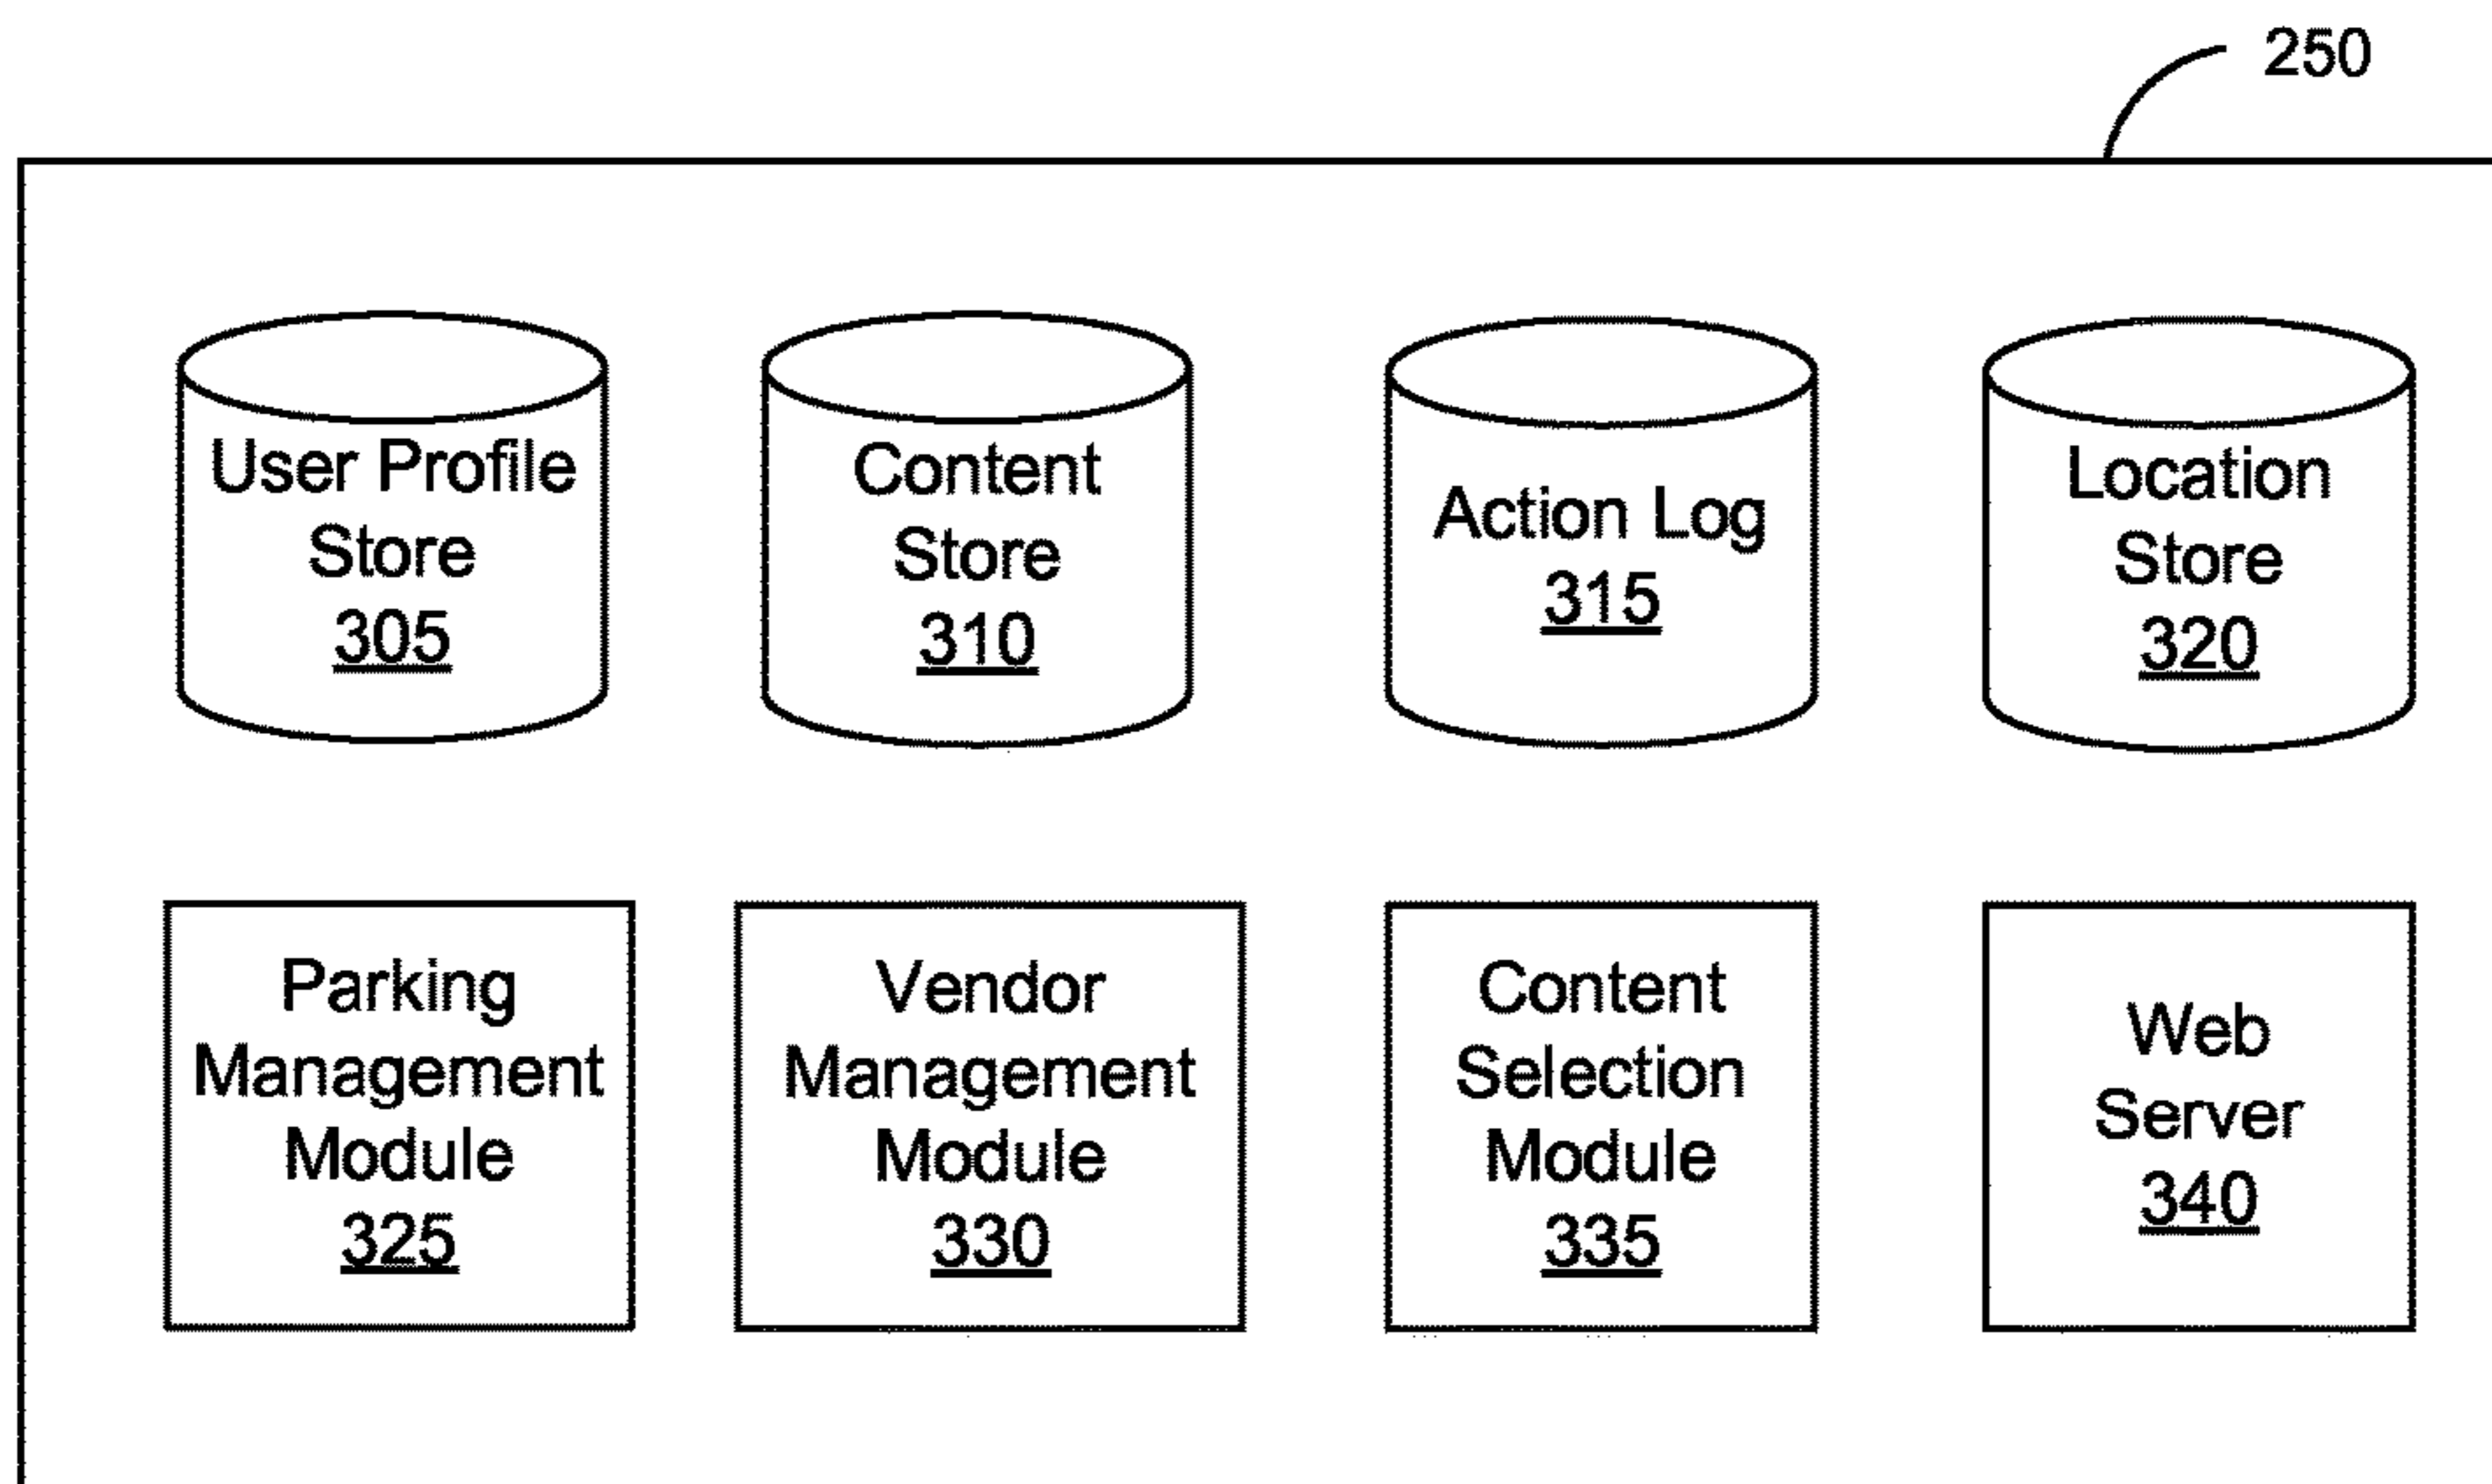 250
User Profile
Store
305
Content
Store
310
Action Log
315
Location
Store
320
Parking
Management
Module
325
Vendor
Management
Module
330
Content
Selection
Module
335
Web
Server
340